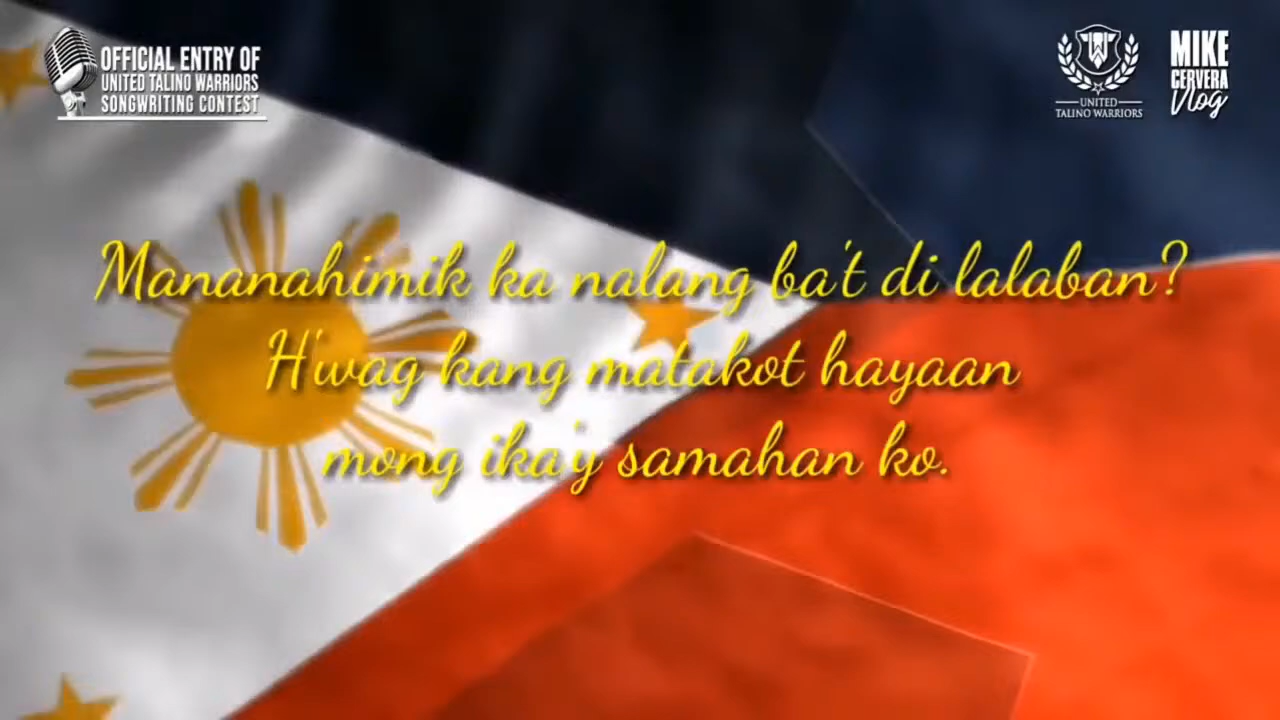 OFFICIAL ENTRY OF
UNITED TALINO WARRIORS
SONGWRITING CONTEST
UNITED
TALINO WARRIORS
MIKE
CERVERA
Vlog
Mananahimik ka nalang ba't di lalaban?
H'wag kang matakot hayaan
mong ika'y samahan ko.